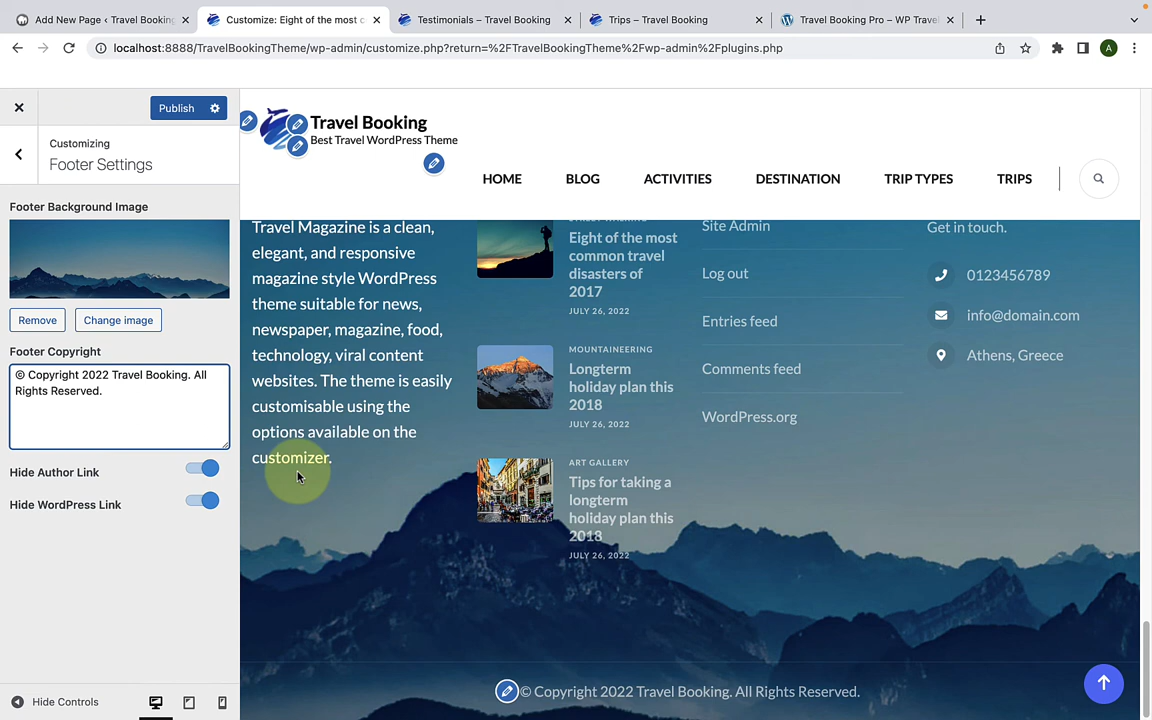 Add New Page ‹ Travel Booking
Customize: Eight of the most c
Testimonials – Travel Booking
Trips – Travel Booking
Travel Booking Pro – WP Trave
localhost:8888/TravelBookingTheme/wp-admin/customize.php?return=%2FTravelBookingTheme%2Fwp-admin%2Fplugins.php
A
Publish
Customizing
Footer Settings
Footer Background Image
Remove
Change image
Footer Copyright
© Copyright 2022 Travel Booking. All
Rights Reserved.
Hide Author Link
Hide WordPress Link
Hide Controls
Travel Booking
Best Travel WordPress Theme
HOME
BLOG
ACTIVITIES
DESTINATION
TRIP TYPES
TRIPS
Travel Magazine is a clean,
elegant, and responsive
magazine style WordPress
theme suitable for news,
newspaper, magazine, food,
technology, viral content
websites. The theme is easily
customisable using the
options available on the
customizer.
Eight of the most
common travel
disasters of
2017
JULY 26, 2022
MOUNTAINEERING
Longterm
holiday plan this
2018
JULY 26, 2022
ART GALLERY
Tips for taking a
longterm
holiday plan this
2018
JULY 26, 2022
Site Admin
Log out
Entries feed
Comments feed
WordPress.org
Get in touch.
0123456789
info@domain.com
Athens, Greece
© Copyright 2022 Travel Booking. All Rights Reserved.